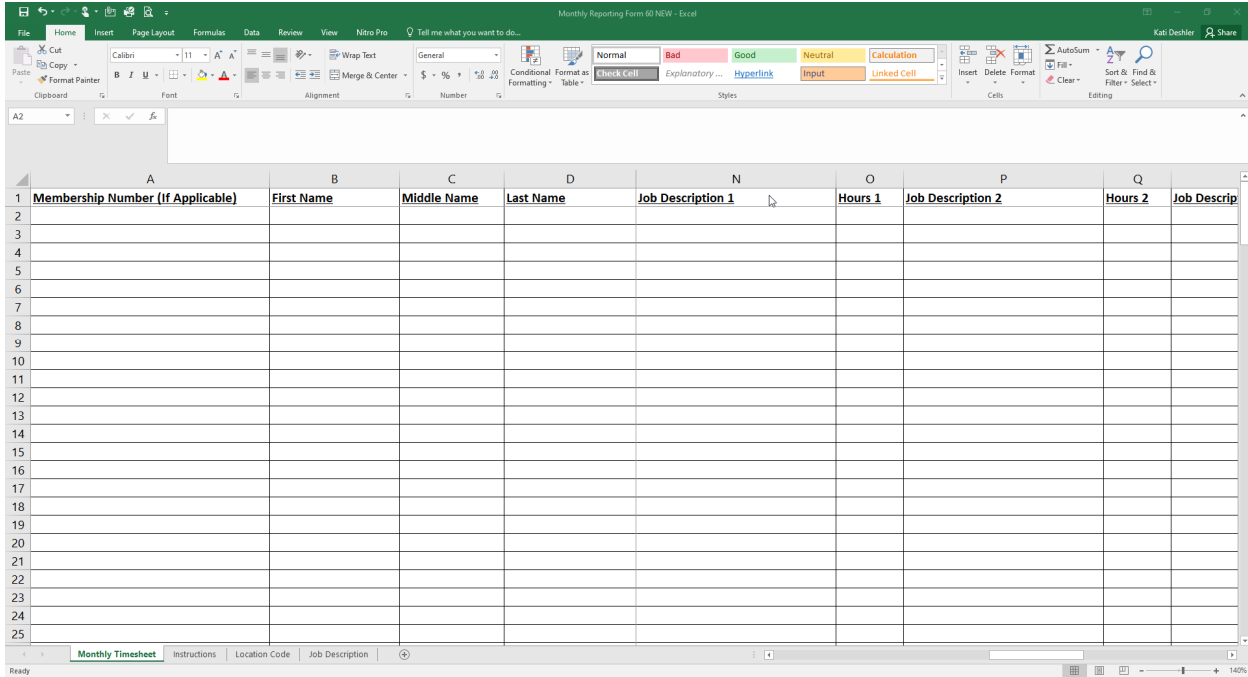 Monthly Reporting Form 60 NEW - Excel
File Home Insert Page Layout Formulas Data Review View Nitro Pro Tell me what you want to do... Kati Deshler Share
Cut Calibri 11 Wrap Text General Normal Bad Good Neutral Calculation AutoSum
Paste Copy Conditional Formatting Format as Table Insert Delete Format Fill Sort & Filter Find & Select
Format Painter B I U Merge & Center $ % Check Cell Explanatory ... Hyperlink Input Linked Cell Clear
Clipboard Font Alignment Number Styles Cells Editing
A2 fx
A B C D N O P Q
1 Membership Number (If Applicable) First Name Middle Name Last Name Job Description 1 Hours 1 Job Description 2 Hours 2 Job Descrip
2
3
4
5
6
7
8
9
10
11
12
13
14
15
16
17
18
19
20
21
22
23
24
25
Monthly Timesheet Instructions Location Code Job Description
Ready 140%